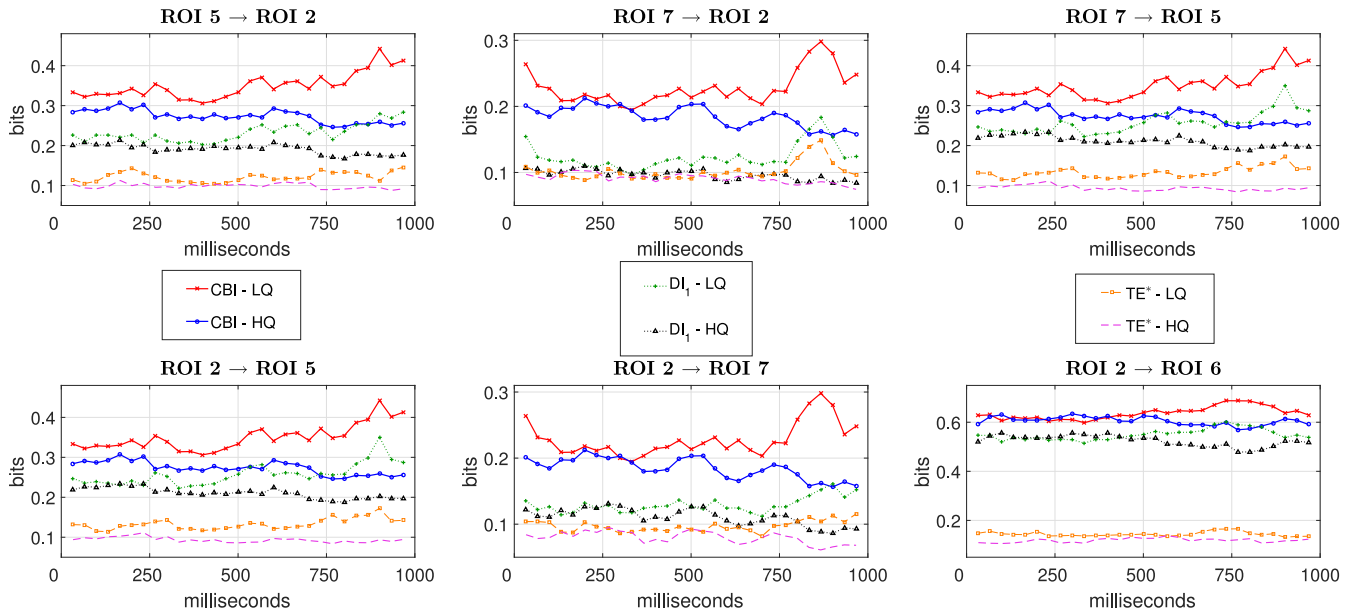 ROI 5 → ROI 2
bits
0.4
0.3
0.2
0.1
0 250 500 750 1000
milliseconds
ROI 7 → ROI 2
bits
0.3
0.2
0.1
0 250 500 750 1000
milliseconds
ROI 7 → ROI 5
bits
0.4
0.3
0.2
0.1
0 250 500 750 1000
milliseconds
CBI - LQ
CBI - HQ
DI₁ - LQ
DI₁ - HQ
TE* - LQ
TE* - HQ
ROI 2 → ROI 5
bits
0.4
0.3
0.2
0.1
0 250 500 750 1000
milliseconds
ROI 2 → ROI 7
bits
0.3
0.2
0.1
0 250 500 750 1000
milliseconds
ROI 2 → ROI 6
bits
0.6
0.4
0.2
0 250 500 750 1000
milliseconds